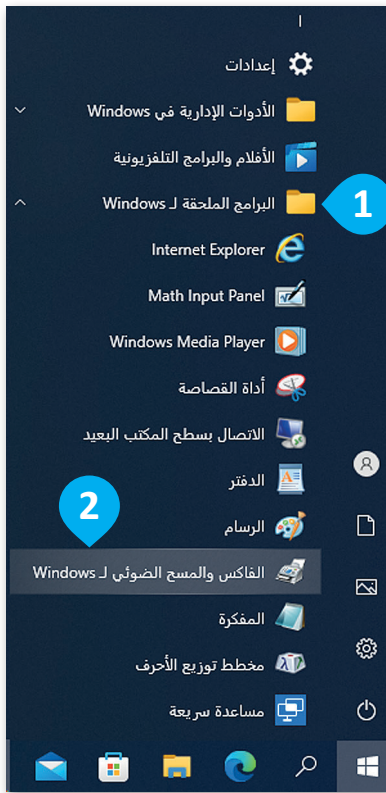 ا
إعدادات
الأدوات الإدارية في Windows
الأفلام والبرامج التلفزيونية
البرامج الملحقة لـ Windows
1
Internet Explorer
Math Input Panel
Windows Media Player
أداة القصاصة
الاتصال بسطح المكتب البعيد
الدفتر
2
الرسام
الفاكس والمسح الضوئي لـ Windows
المفكرة
مخطط توزيع الأحرف
مساعدة سريعة